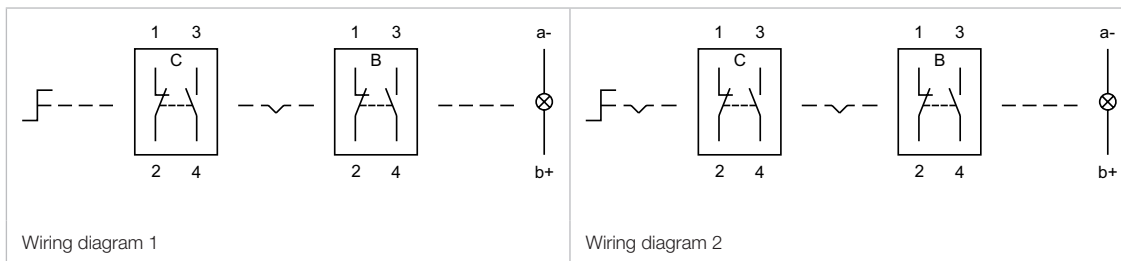 1 3 1 3 a-
C B
2 4 2 4 b+
Wiring diagram 1
1 3 1 3 a-
C B
2 4 2 4 b+
Wiring diagram 2